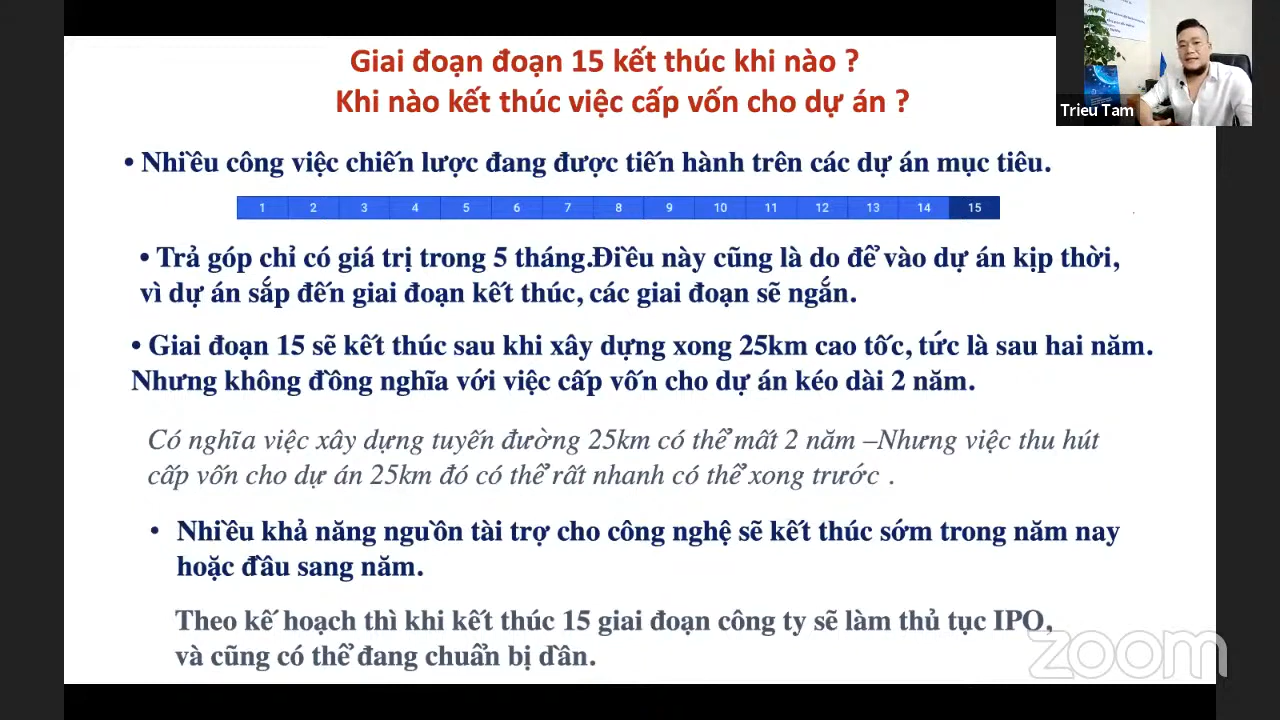 Giai đoạn đoạn 15 kết thúc khi nào ?
Khi nào kết thúc việc cấp vốn cho dự án ?
Trieu Tam
• Nhiều công việc chiến lược đang được tiến hành trên các dự án mục tiêu.
1 2 3 4 5 6 7 8 9 10 11 12 13 14 15
• Trả góp chỉ có giá trị trong 5 tháng.Điều này cũng là do để vào dự án kịp thời,
vì dự án sắp đến giai đoạn kết thúc, các giai đoạn sẽ ngắn.
• Giai đoạn 15 sẽ kết thúc sau khi xây dựng xong 25km cao tốc, tức là sau hai năm.
Nhưng không đồng nghĩa với việc cấp vốn cho dự án kéo dài 2 năm.
Có nghĩa việc xây dựng tuyến đường 25km có thể mất 2 năm –Nhưng việc thu hút
cấp vốn cho dự án 25km đó có thể rất nhanh có thể xong trước .
• Nhiều khả năng nguồn tài trợ cho công nghệ sẽ kết thúc sớm trong năm nay
hoặc đầu sang năm.
Theo kế hoạch thì khi kết thúc 15 giai đoạn công ty sẽ làm thủ tục IPO,
và cũng có thể đang chuẩn bị dần.
zoom